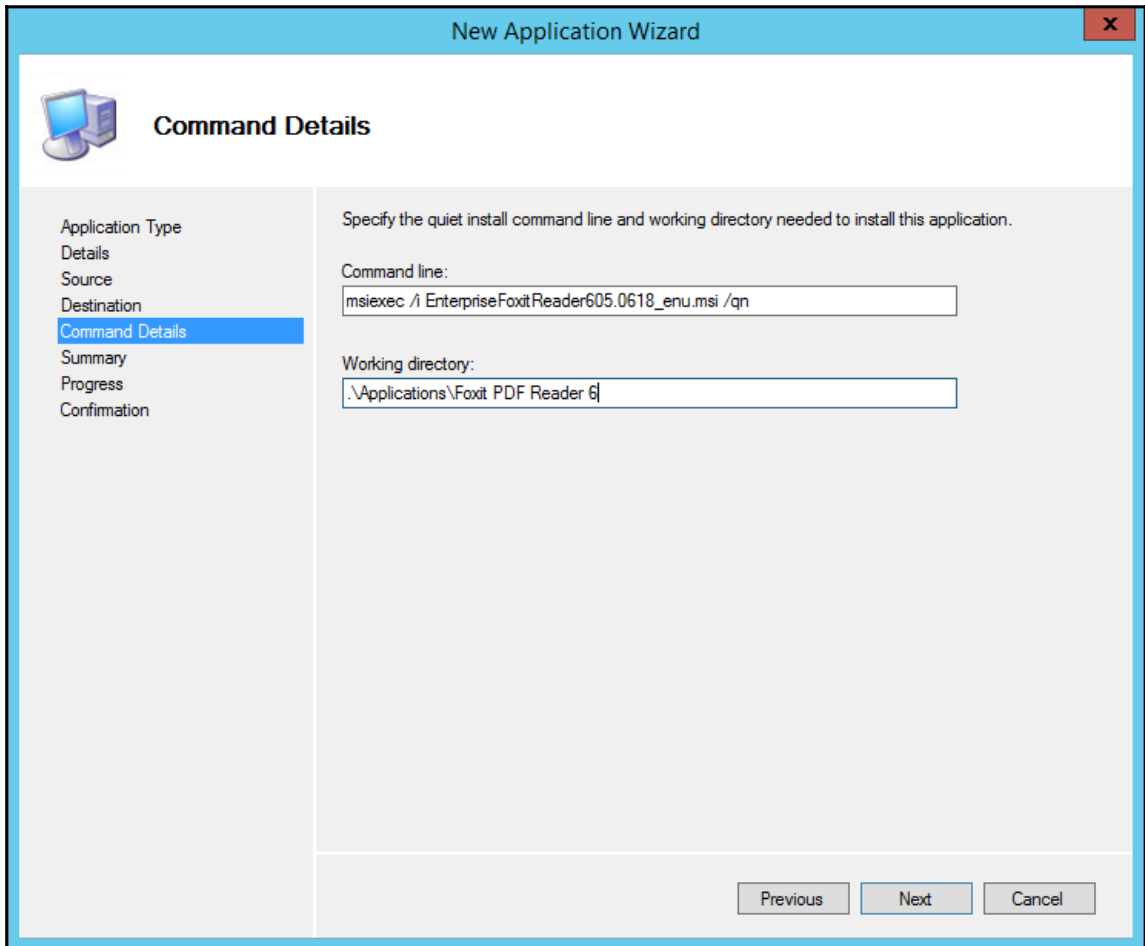 New Application Wizard
x
Command Details
Application Type
Details
Source
Destination
Command Details
Summary
Progress
Confirmation
Specify the quiet install command line and working directory needed to install this application.
Command line:
msiexec /i EnterpriseFoxitReader605.0618_enu.msi /qn
Working directory:
.\Applications\Foxit PDF Reader 6
Previous
Next
Cancel